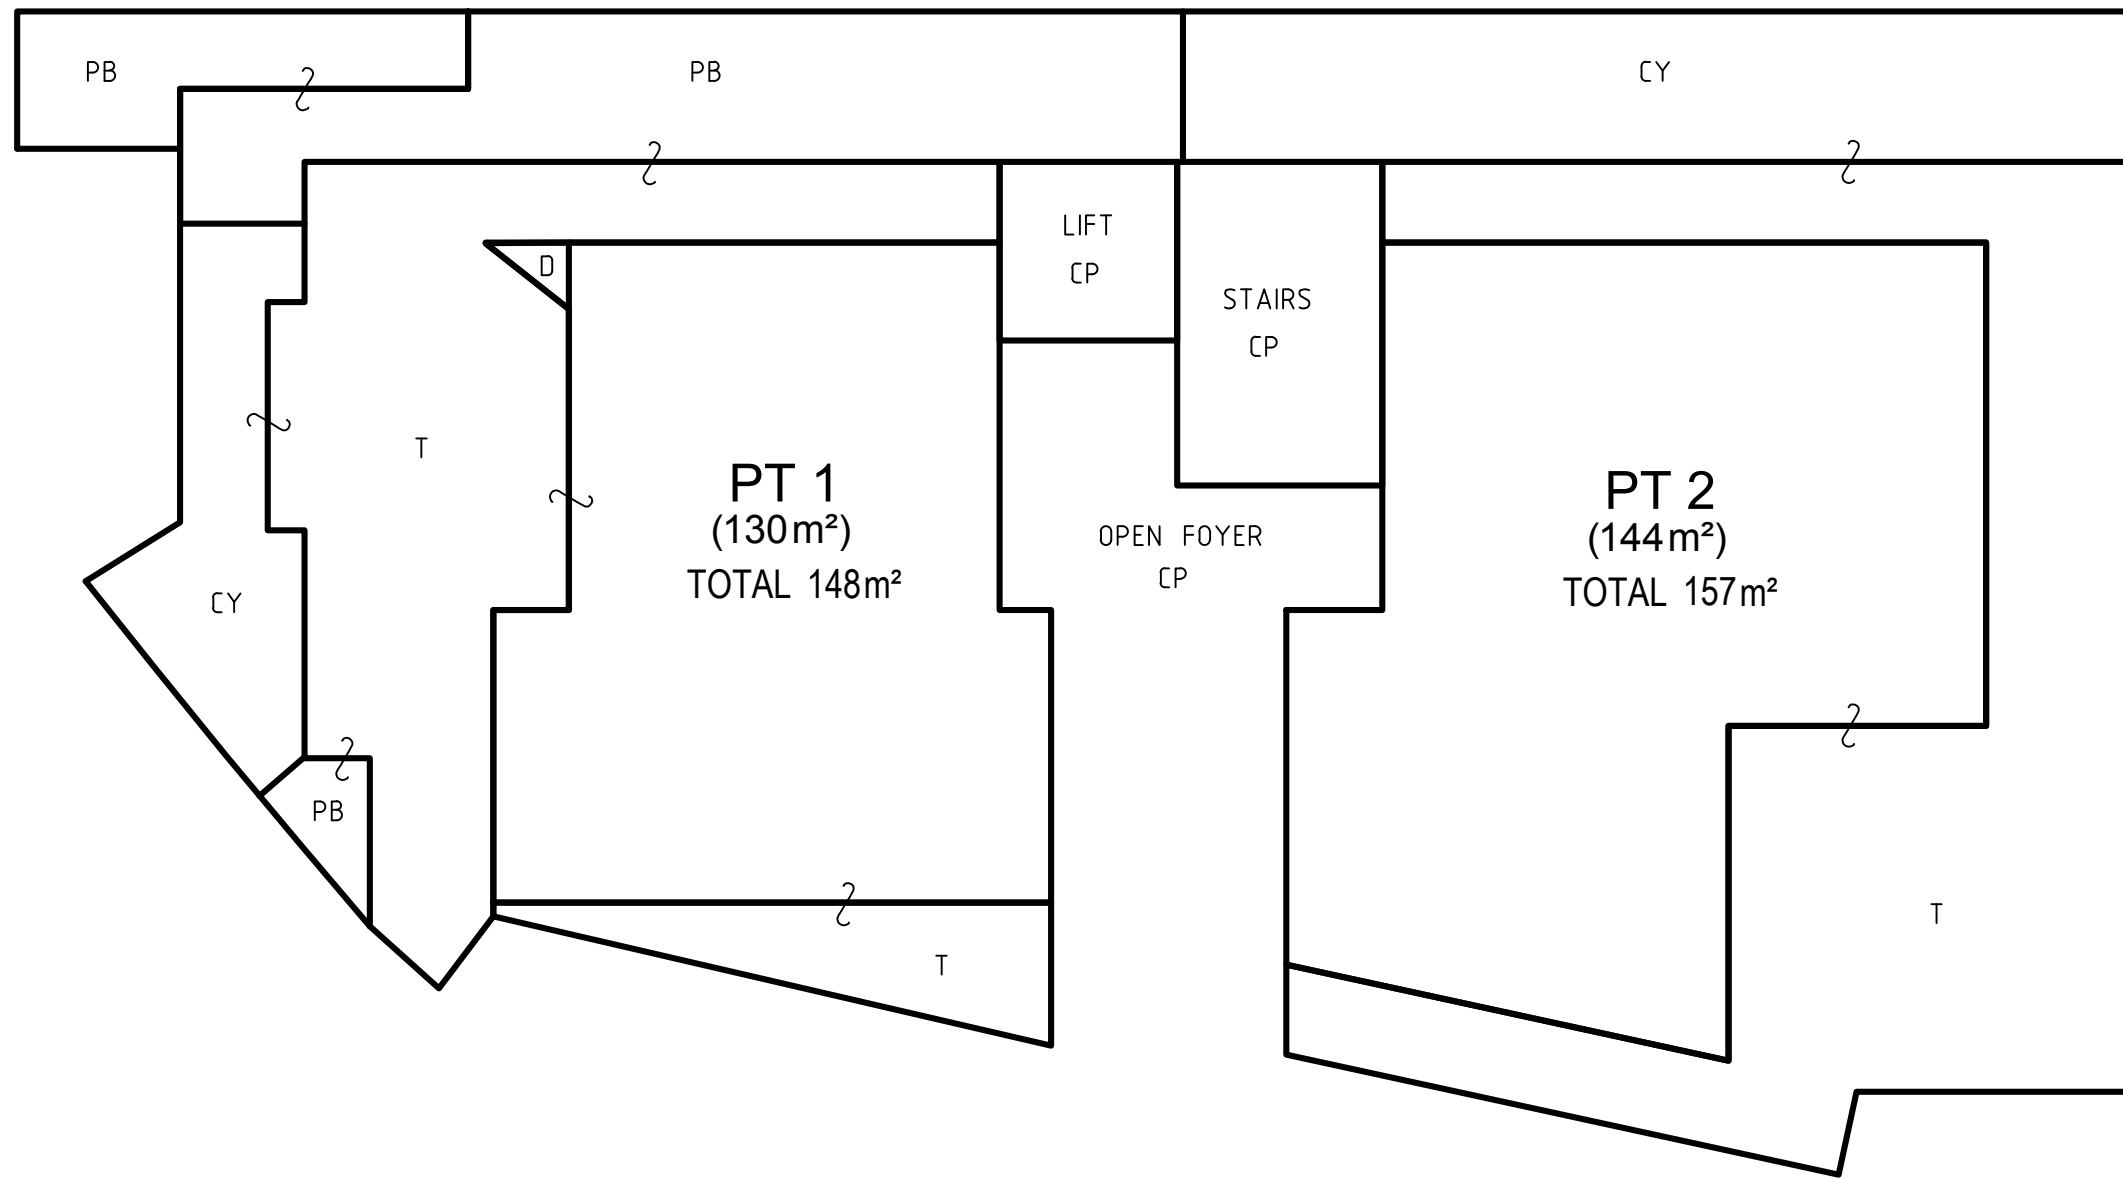 PB
PB
CY
LIFT
CP
D
STAIRS
CP
T
PT 1
(130m²)
TOTAL 148m²
PT 2
(144m²)
TOTAL 157m²
OPEN FOYER
CP
CY
PB
T
T